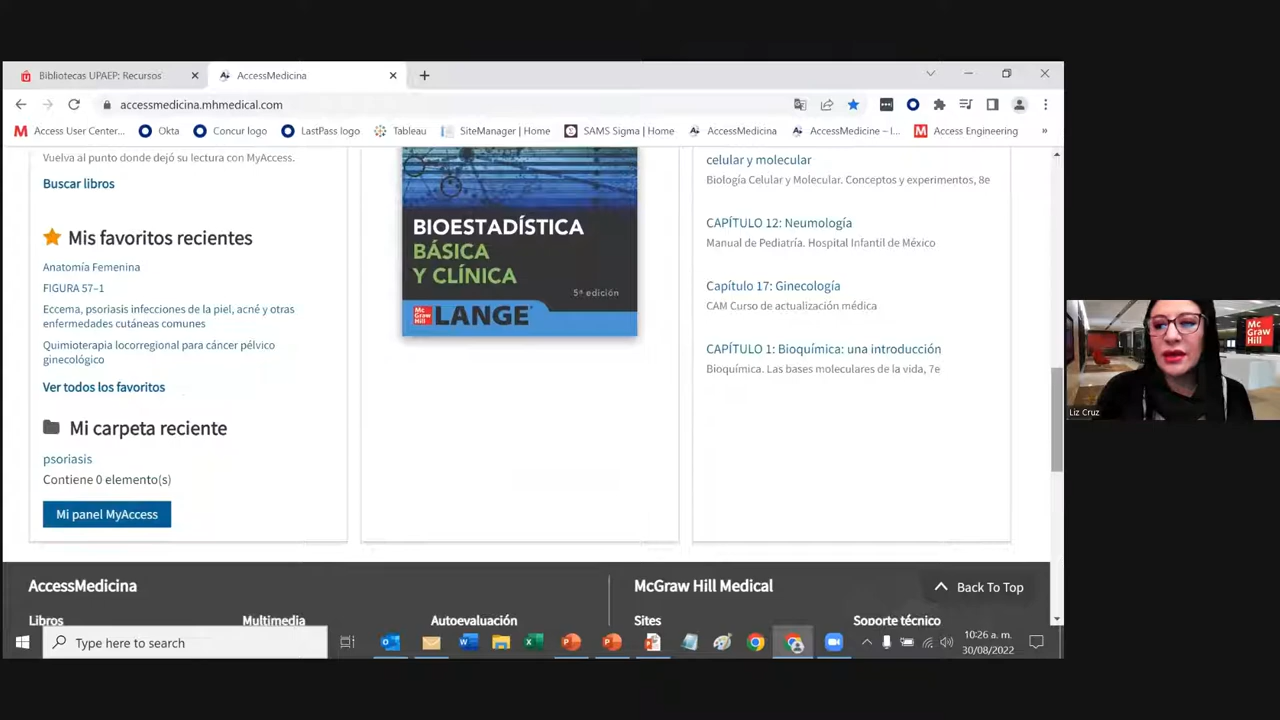 Bibliotecas UPAEP: Recursos
AccessMedicina
accessmedicina.mhmedical.com
Access User Center...
Okta
Concur logo
LastPass logo
Tableau
SiteManager | Home
SAMS Sigma | Home
AccessMedicina
AccessMedicine – I...
Access Engineering
»
Vuelva al punto donde dejó su lectura con MyAccess.
Buscar libros
Mis favoritos recientes
Anatomía Femenina
FIGURA 57–1
Eccema, psoriasis infecciones de la piel, acné y otras
enfermedades cutáneas comunes
Quimioterapia locorregional para cáncer pélvico
ginecológico
Ver todos los favoritos
Mi carpeta reciente
psoriasis
Contiene 0 elemento(s)
Mi panel MyAccess
BIOESTADÍSTICA
BÁSICA
Y CLÍNICA
5ª edición
Mc
Graw
Hill
LANGE
celular y molecular
Biología Celular y Molecular. Conceptos y experimentos, 8e
CAPÍTULO 12: Neumología
Manual de Pediatría. Hospital Infantil de México
Capítulo 17: Ginecología
CAM Curso de actualización médica
CAPÍTULO 1: Bioquímica: una introducción
Bioquímica. Las bases moleculares de la vida, 7e
Mc
Graw
Hill
Liz Cruz
AccessMedicina
McGraw Hill Medical
Back To Top
Libros
Multimedia
Autoevaluación
Sites
Soporte técnico
Type here to search
10:26 a. m.
30/08/2022